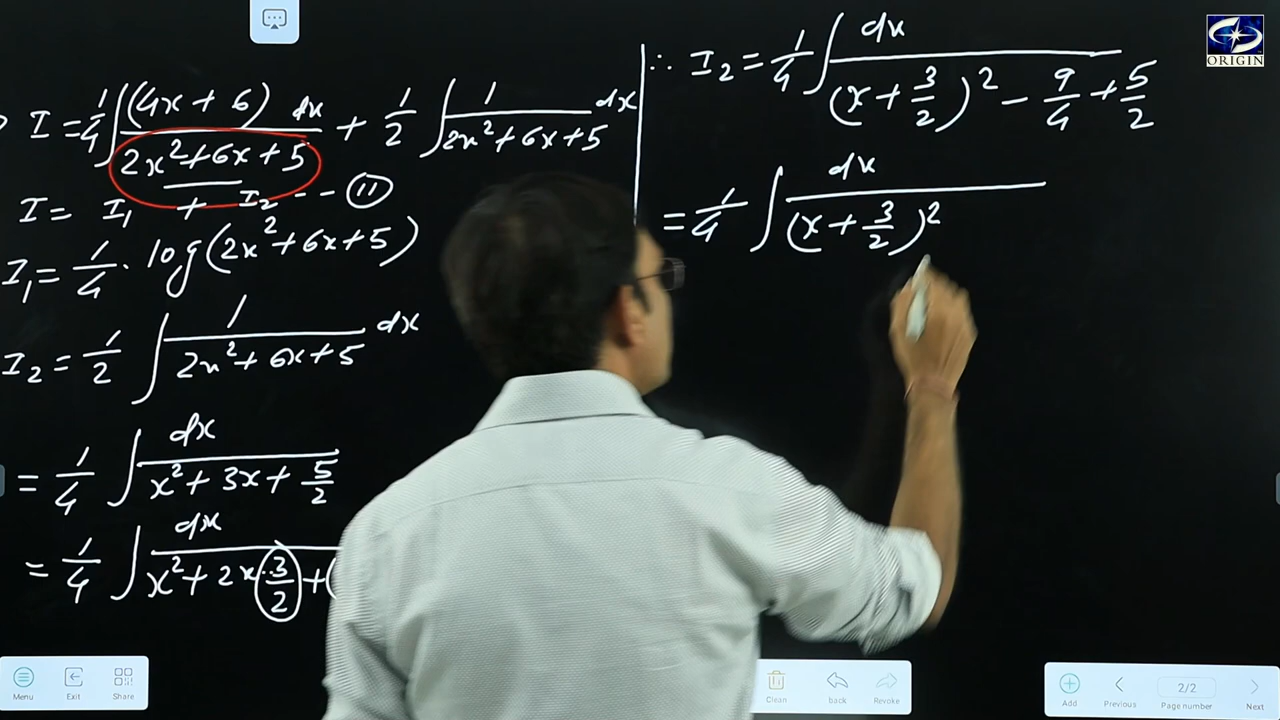 I = 1/4 ∫ (4x + 6) dx / 2x² + 6x + 5 + 1/2 ∫ 1 / 2x² + 6x + 5 dx
I = I₁ + I₂ -- (11)
I₁ = 1/4 . log(2x² + 6x + 5)
I₂ = 1/2 ∫ 1 / 2x² + 6x + 5 dx
= 1/4 ∫ dx / x² + 3x + 5/2
= 1/4 ∫ dx / x² + 2x . 3/2 + (
∴ I₂ = 1/4 ∫ dx / (x + 3/2)² - 9/4 + 5/2
= 1/4 ∫ dx / (x + 3/2)²
ORIGIN
Menu Exit Share
Clean back Revoke
Add Previous 2/2 Page number Next